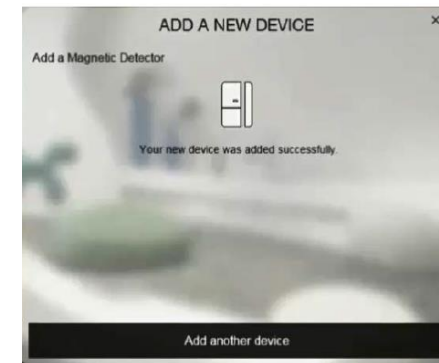 ADD A NEW DEVICE
×
Add a Magnetic Detector
Your new device was added successfully.
Add another device